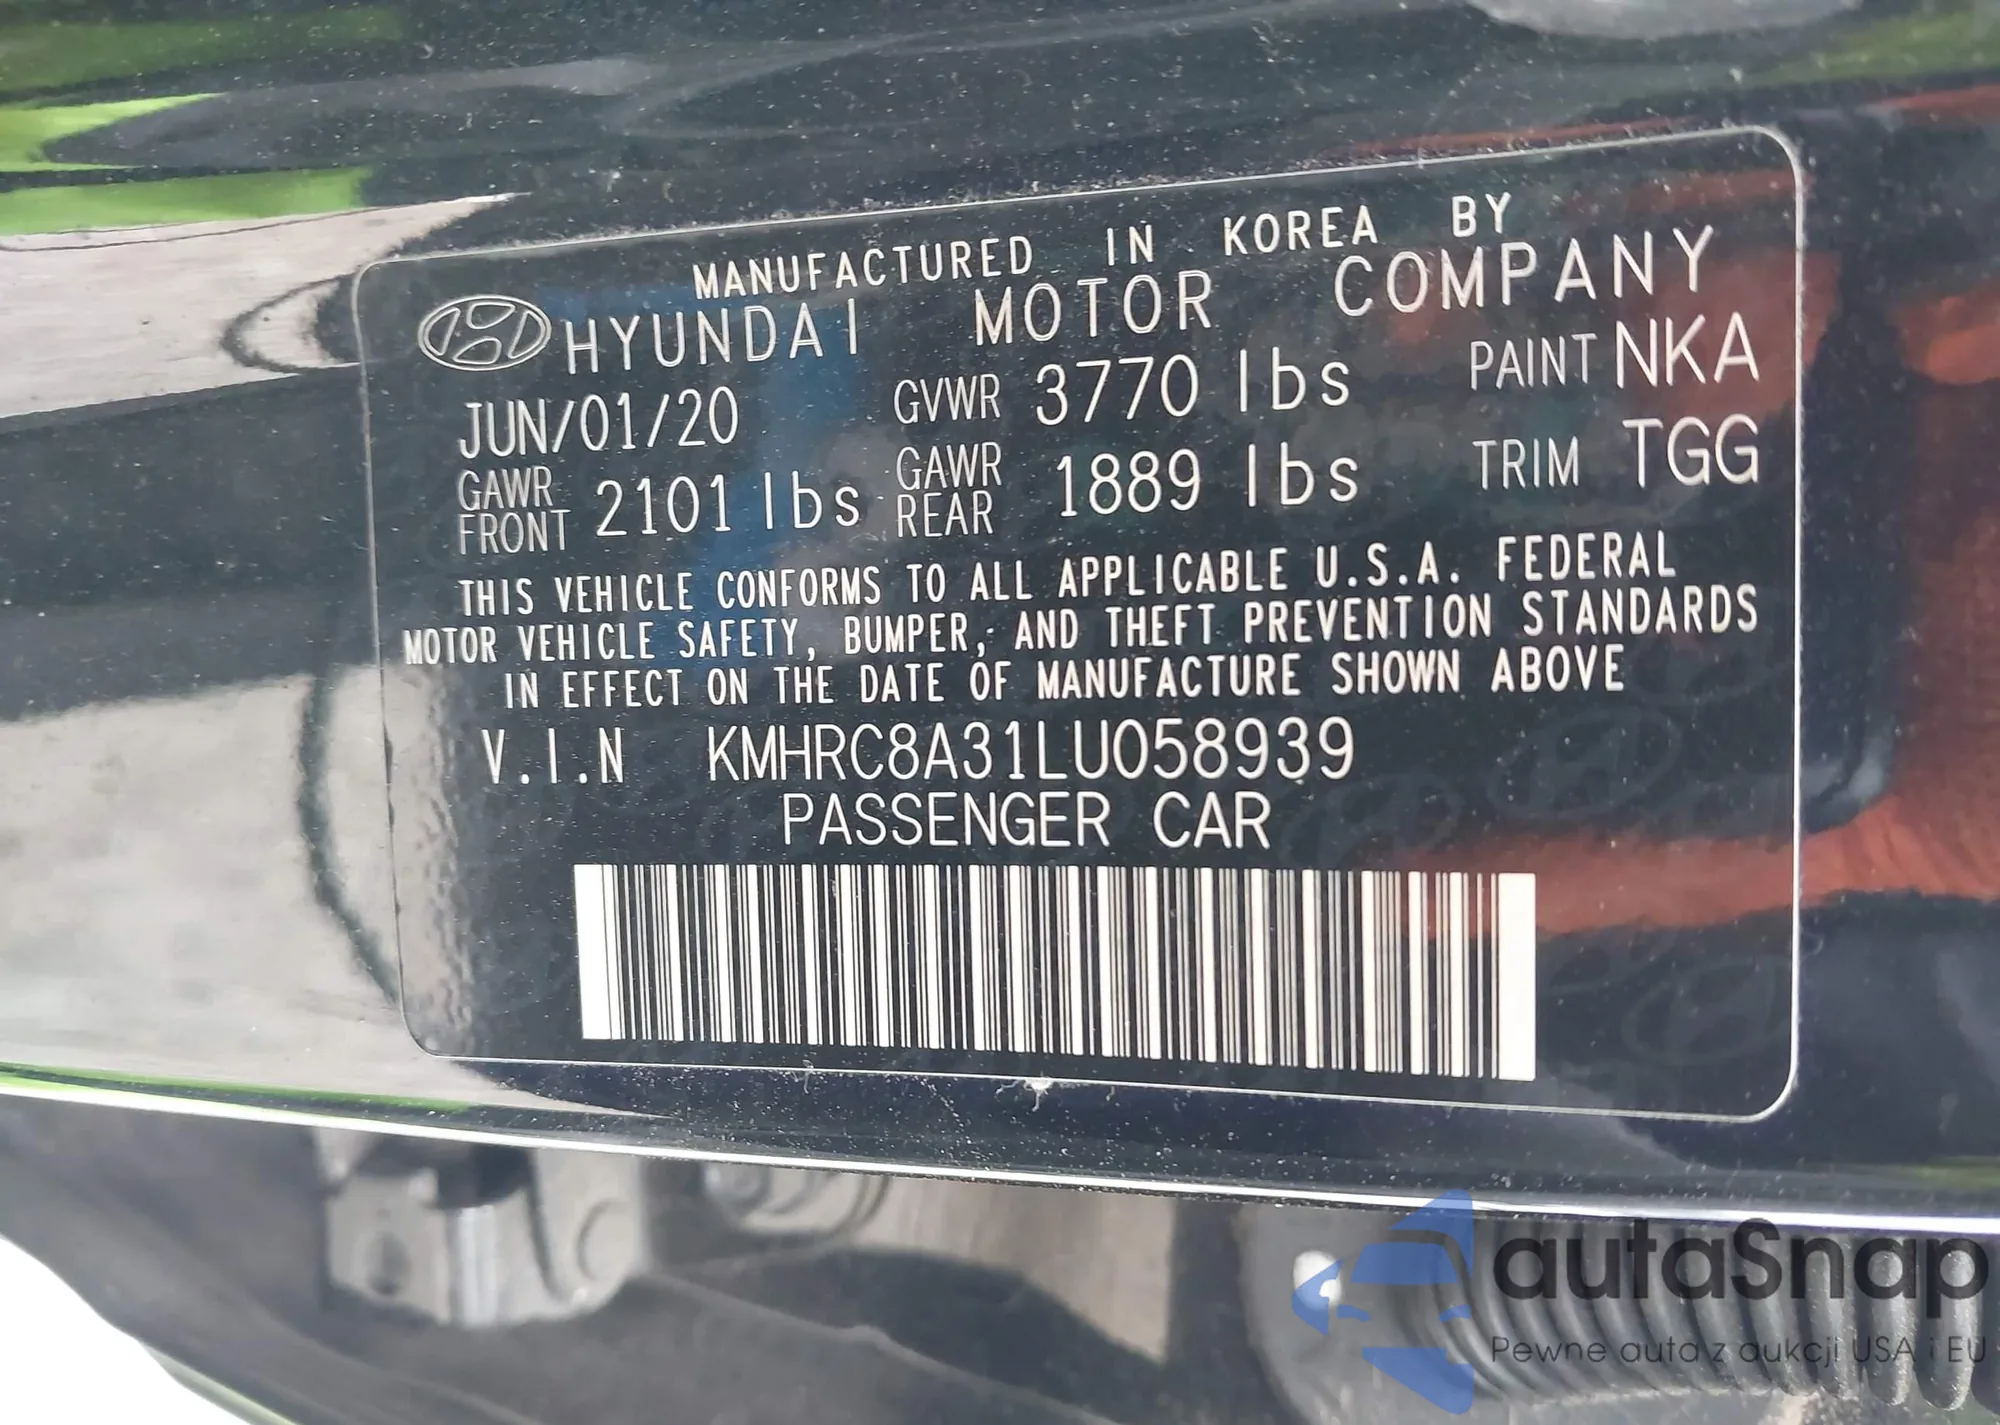 MANUFACTURED IN KOREA BY
HYUNDAI MOTOR COMPANY
JUN/01/20 GVWR 3770 lbs PAINT NKA
GAWR FRONT 2101 lbs GAWR REAR 1889 lbs TRIM TGG
THIS VEHICLE CONFORMS TO ALL APPLICABLE U.S.A. FEDERAL
MOTOR VEHICLE SAFETY, BUMPER, AND THEFT PREVENTION STANDARDS
IN EFFECT ON THE DATE OF MANUFACTURE SHOWN ABOVE
V.I.N KMHRC8A31LU058939
PASSENGER CAR
autaSnap
Pewne auta z aukcji USA i EU